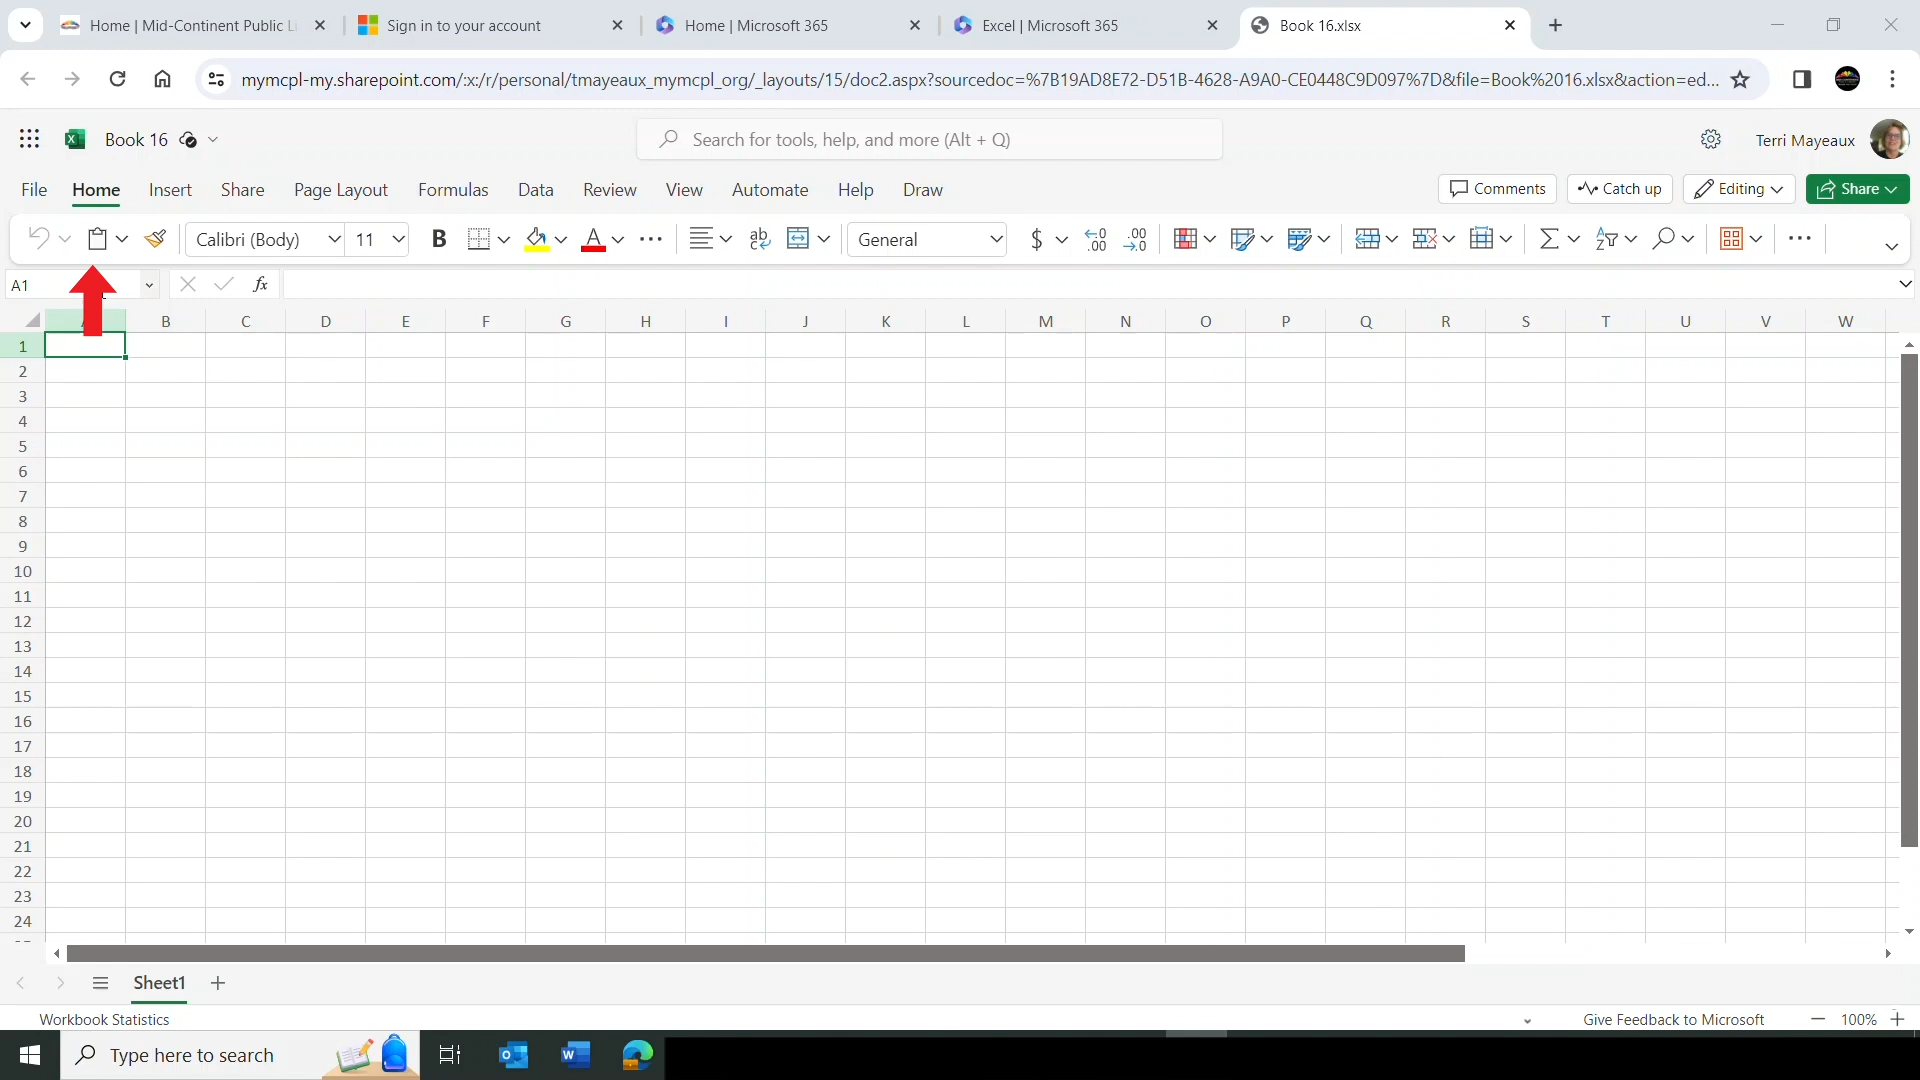 Home | Mid-Continent Public Li
Sign in to your account
Home | Microsoft 365
Excel | Microsoft 365
Book 16.xlsx
mymcpl-my.sharepoint.com/:x:/r/personal/tmayeaux_mymcpl_org/_layouts/15/doc2.aspx?sourcedoc=%7B19AD8E72-D51B-4628-A9A0-CE0448C9D097%7D&file=Book%2016.xlsx&action=ed...
Book 16
Search for tools, help, and more (Alt + Q)
Terri Mayeaux
File Home Insert Share Page Layout Formulas Data Review View Automate Help Draw
Comments Catch up Editing Share
Calibri (Body) 11 B A ab General $ .00 .00
A1 fx
B C D E F G H I J K L M N O P Q R S T U V W
1
2
3
4
5
6
7
8
9
10
11
12
13
14
15
16
17
18
19
20
21
22
23
24
Sheet1
Workbook Statistics
Give Feedback to Microsoft
100%
Type here to search